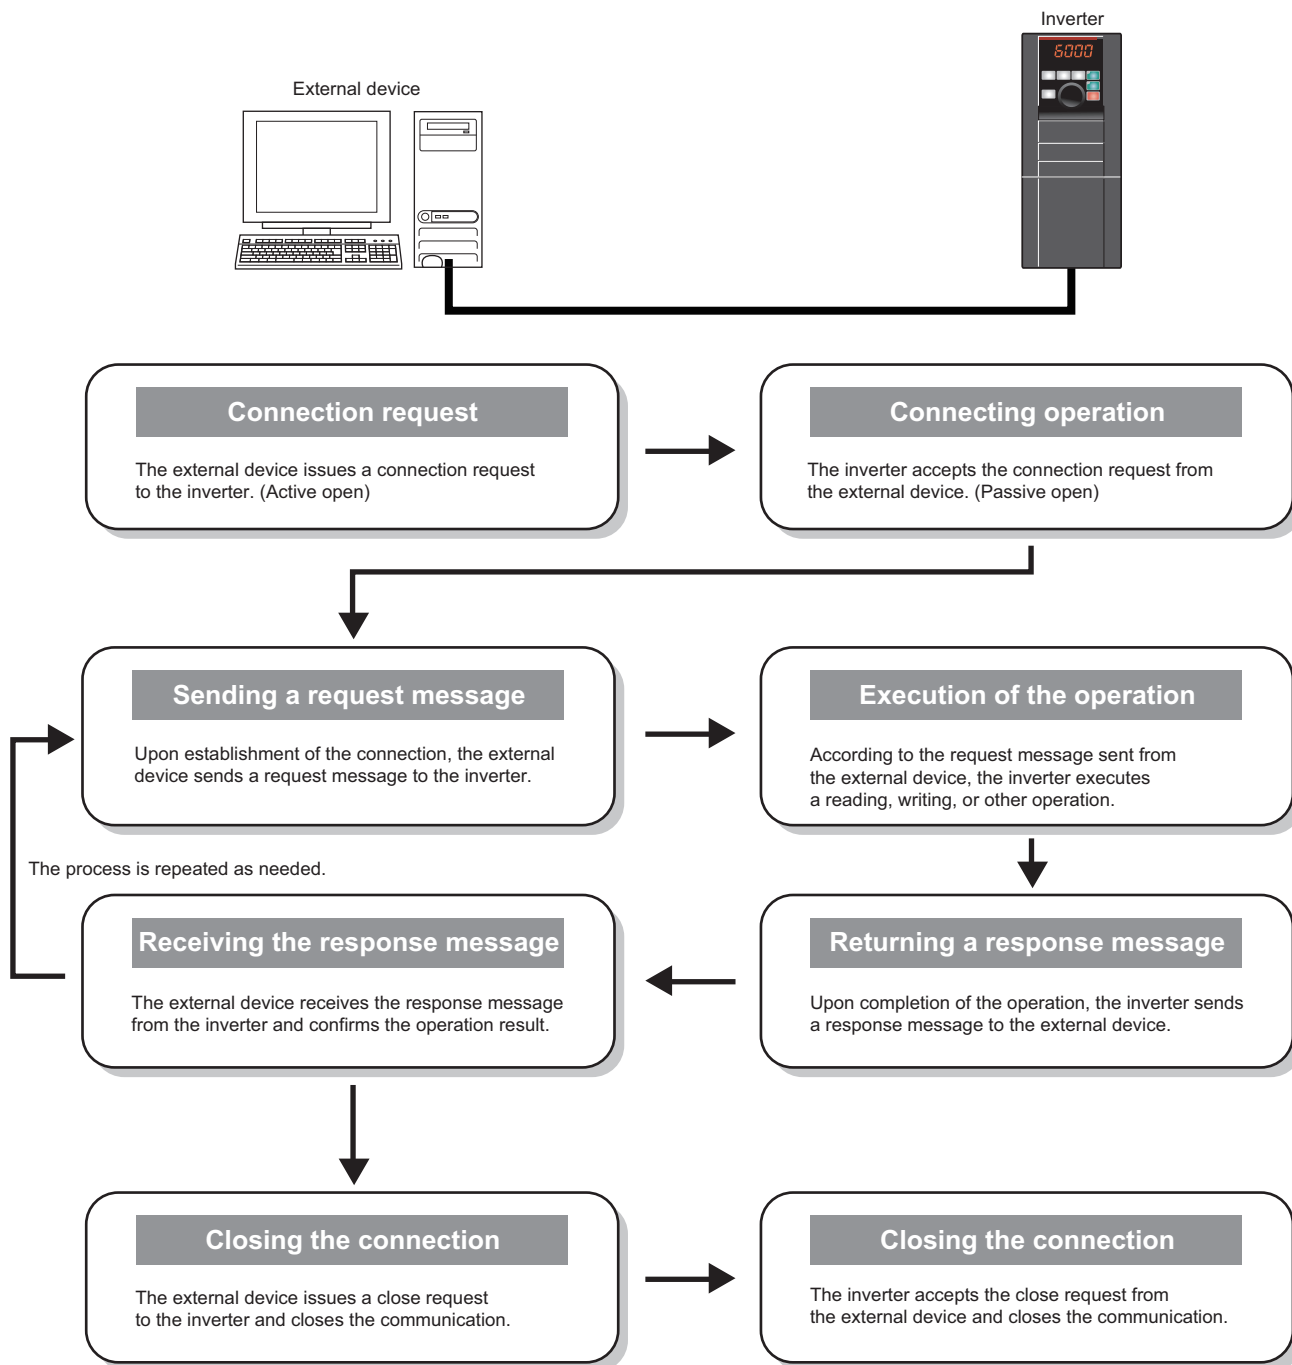 Inverter
6000
External device
Connection request
The external device issues a connection request
to the inverter. (Active open)
Connecting operation
The inverter accepts the connection request from
the external device. (Passive open)
Sending a request message
Upon establishment of the connection, the external
device sends a request message to the inverter.
Execution of the operation
According to the request message sent from
the external device, the inverter executes
a reading, writing, or other operation.
The process is repeated as needed.
Receiving the response message
The external device receives the response message
from the inverter and confirms the operation result.
Returning a response message
Upon completion of the operation, the inverter sends
a response message to the external device.
Closing the connection
The external device issues a close request
to the inverter and closes the communication.
Closing the connection
The inverter accepts the close request from
the external device and closes the communication.